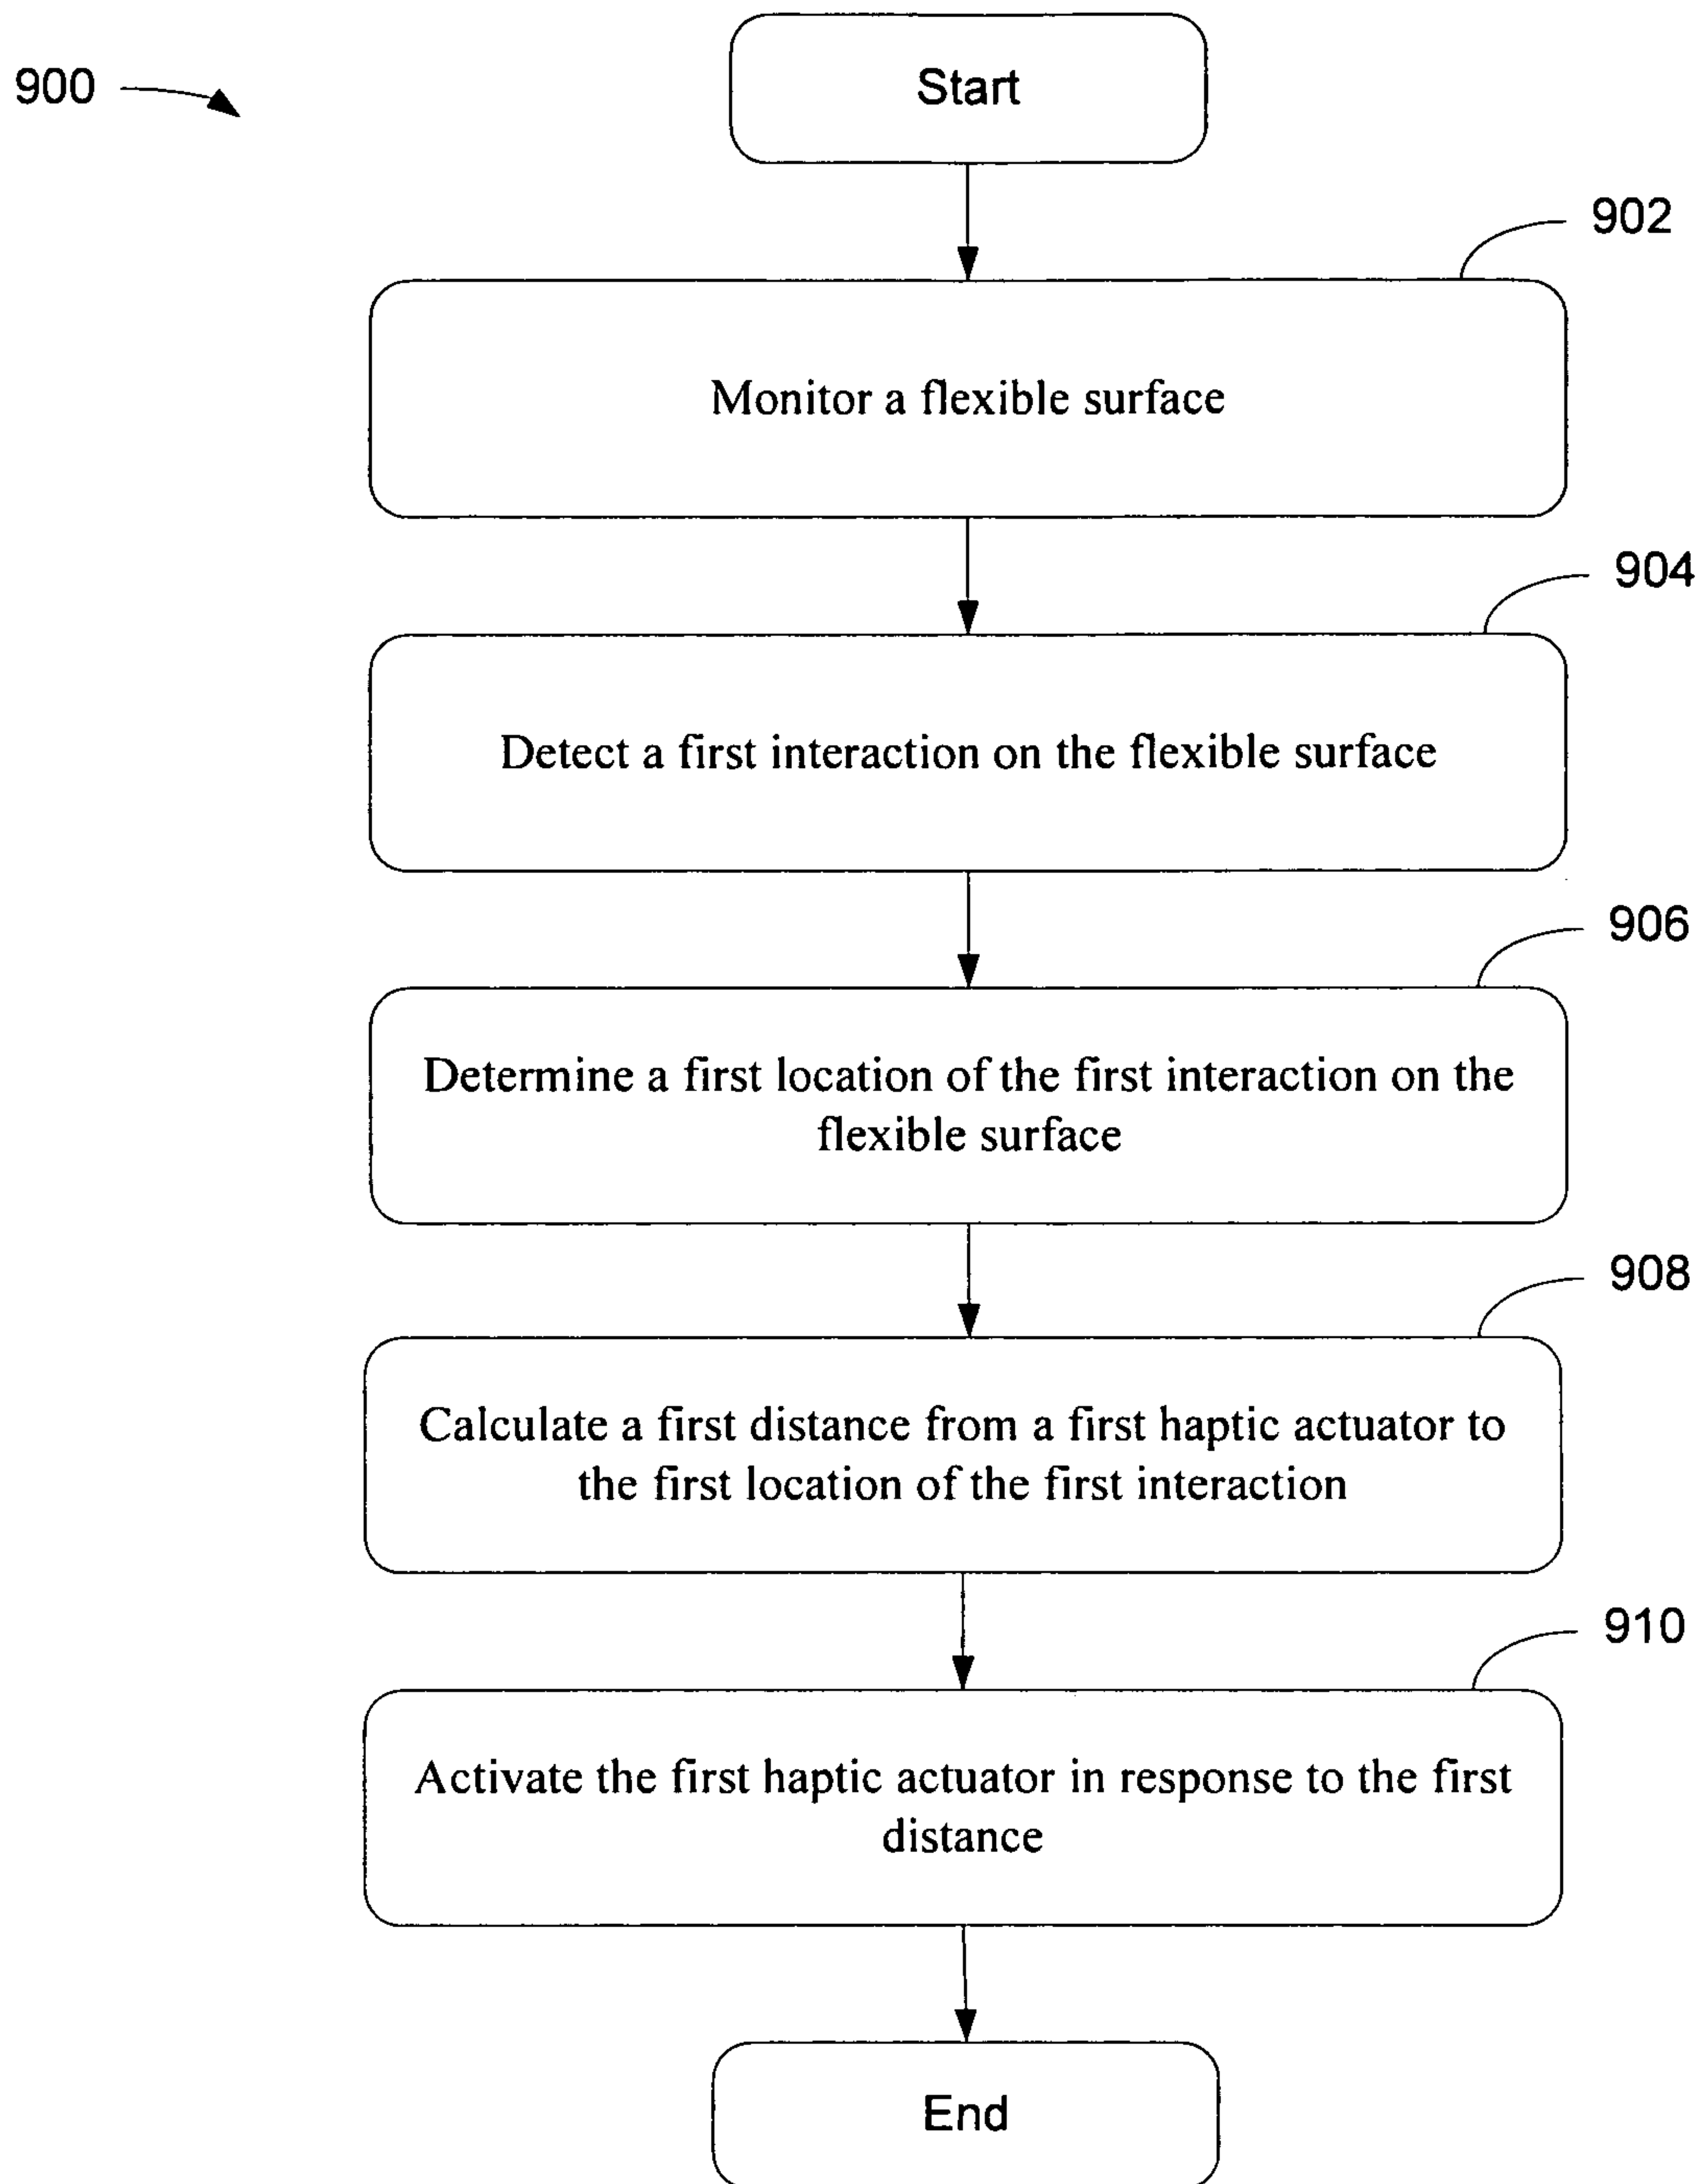 900
Start
902
Monitor a flexible surface
904
Detect a first interaction on the flexible surface
906
Determine a first location of the first interaction on the
flexible surface
908
Calculate a first distance from a first haptic actuator to
the first location of the first interaction
910
Activate the first haptic actuator in response to the first
distance
End